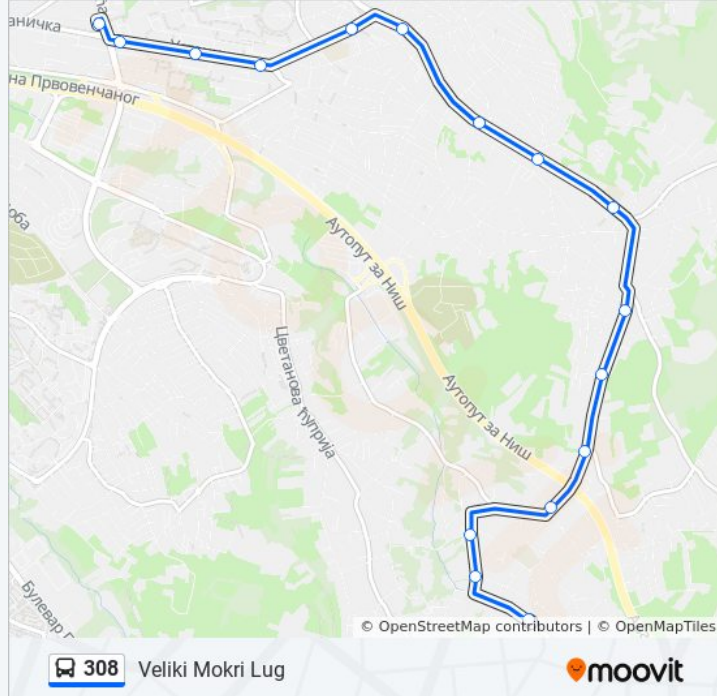 аничка
на Првовенчаног
оба
Аутопут за Ниш
Цветанова ћуприја
Аутопут за Ниш
Булевар
© OpenStreetMap contributors | © OpenMapTiles
308 Veliki Mokri Lug
moovit